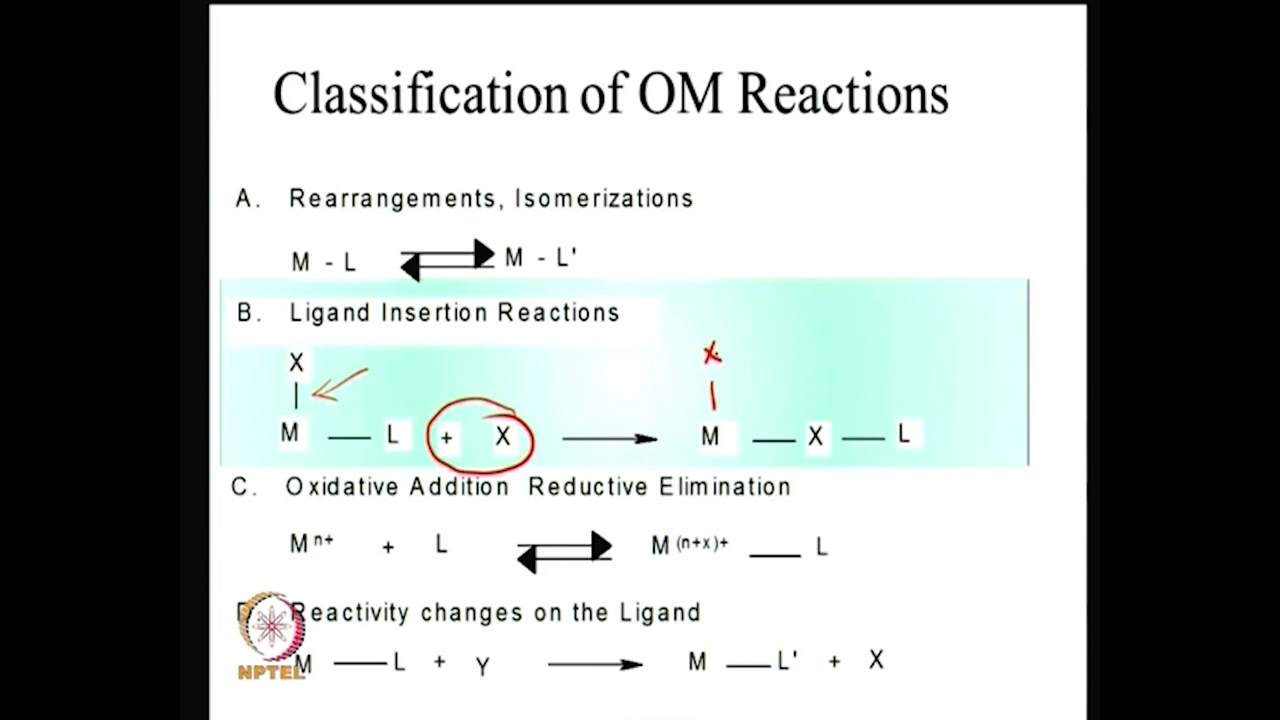 Classification of OM Reactions
A. Rearrangements, Isomerizations
M - L M - L'
B. Ligand Insertion Reactions
X x
M L + X M X L
C. Oxidative Addition Reductive Elimination
M n+ + L M (n+x)+ L
D. Reactivity changes on the Ligand
M L + Y M L' + X
NPTEL